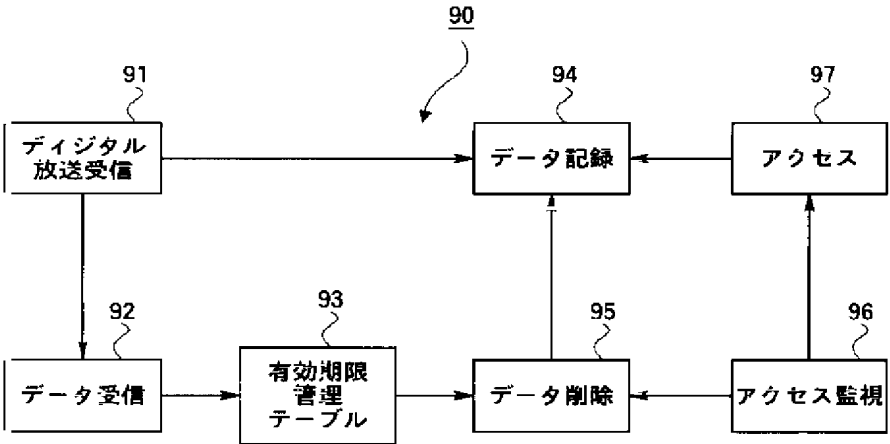 90
91
94
97
ディジタル
放送受信
データ記録
アクセス
92
93
95
96
データ受信
有効期限
管理
テーブル
データ削除
アクセス監視